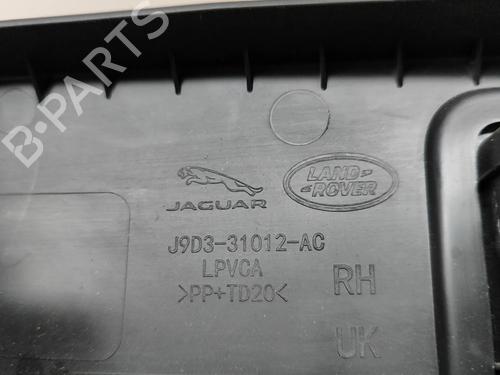 B-PARTS
JAGUAR
LAND
ROVER
J9D3-31012-AC
LPVCA
>PP+TD20<
RH
UK